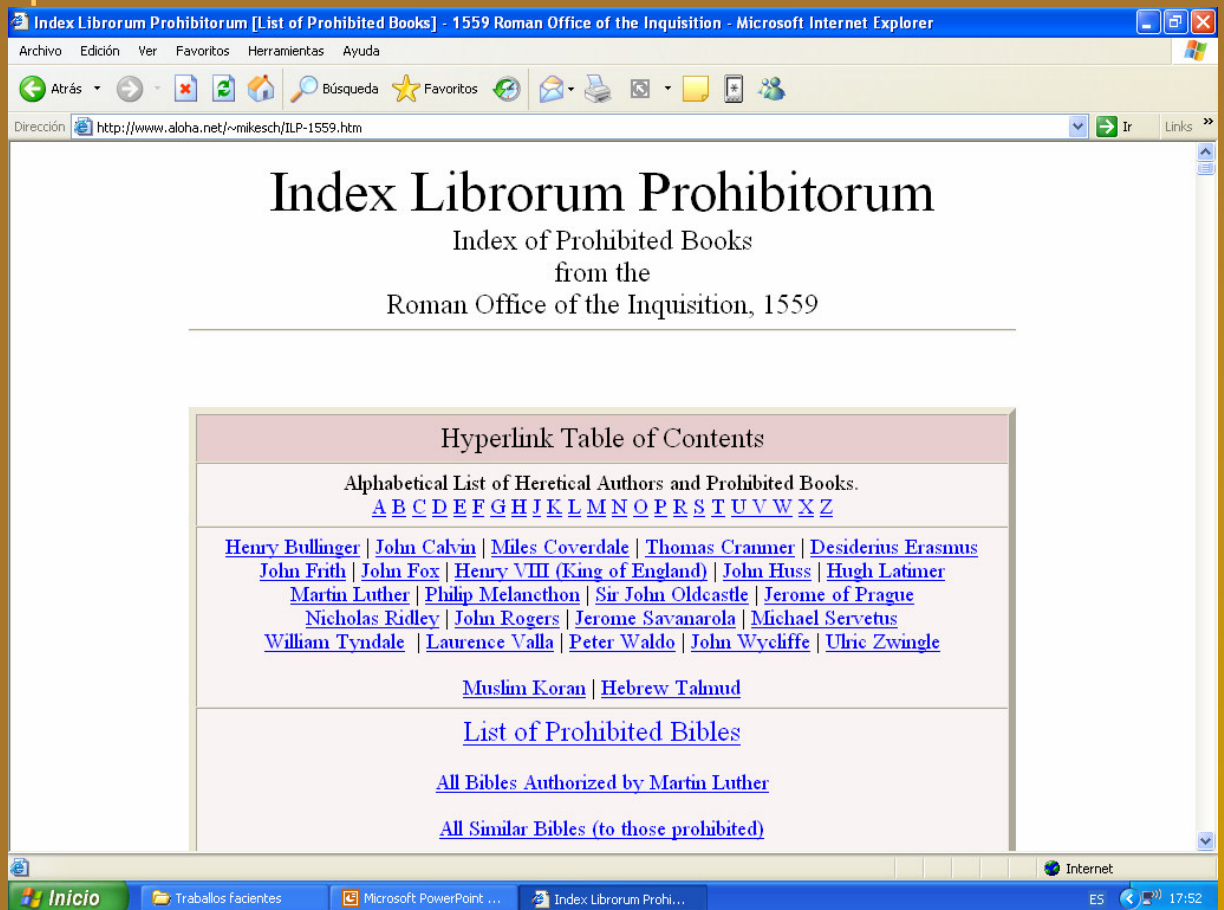 Index Librorum Prohibitorum [List of Prohibited Books] - 1559 Roman Office of the Inquisition - Microsoft Internet Explorer
Archivo Edición Ver Favoritos Herramientas Ayuda
Atrás Búsqueda Favoritos
Dirección http://www.aloha.net/~mikesch/ILP-1559.htm Ir Links »
Index Librorum Prohibitorum
Index of Prohibited Books
from the
Roman Office of the Inquisition, 1559
Hyperlink Table of Contents
Alphabetical List of Heretical Authors and Prohibited Books.
A B C D E F G H J K L M N O P R S T U V W X Z
Henry Bullinger | John Calvin | Miles Coverdale | Thomas Cranmer | Desiderius Erasmus
John Frith | John Fox | Henry VIII (King of England) | John Huss | Hugh Latimer
Martin Luther | Philip Melancthon | Sir John Oldcastle | Jerome of Prague
Nicholas Ridley | John Rogers | Jerome Savanarola | Michael Servetus
William Tyndale | Laurence Valla | Peter Waldo | John Wycliffe | Ulric Zwingle
Muslim Koran | Hebrew Talmud
List of Prohibited Bibles
All Bibles Authorized by Martin Luther
All Similar Bibles (to those prohibited)
Internet
Inicio Traballos facientes Microsoft PowerPoint ... Index Librorum Prohi... ES 17:52